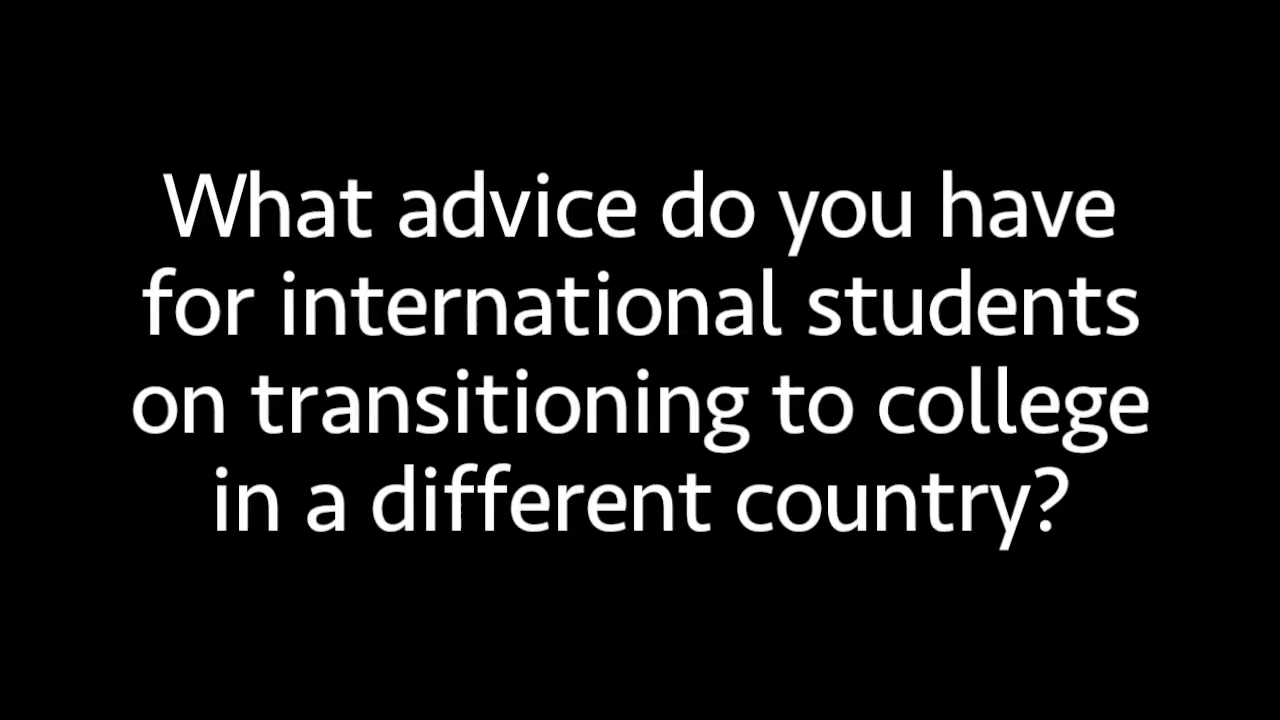 What advice do you have
for international students
on transitioning to college
in a different country?